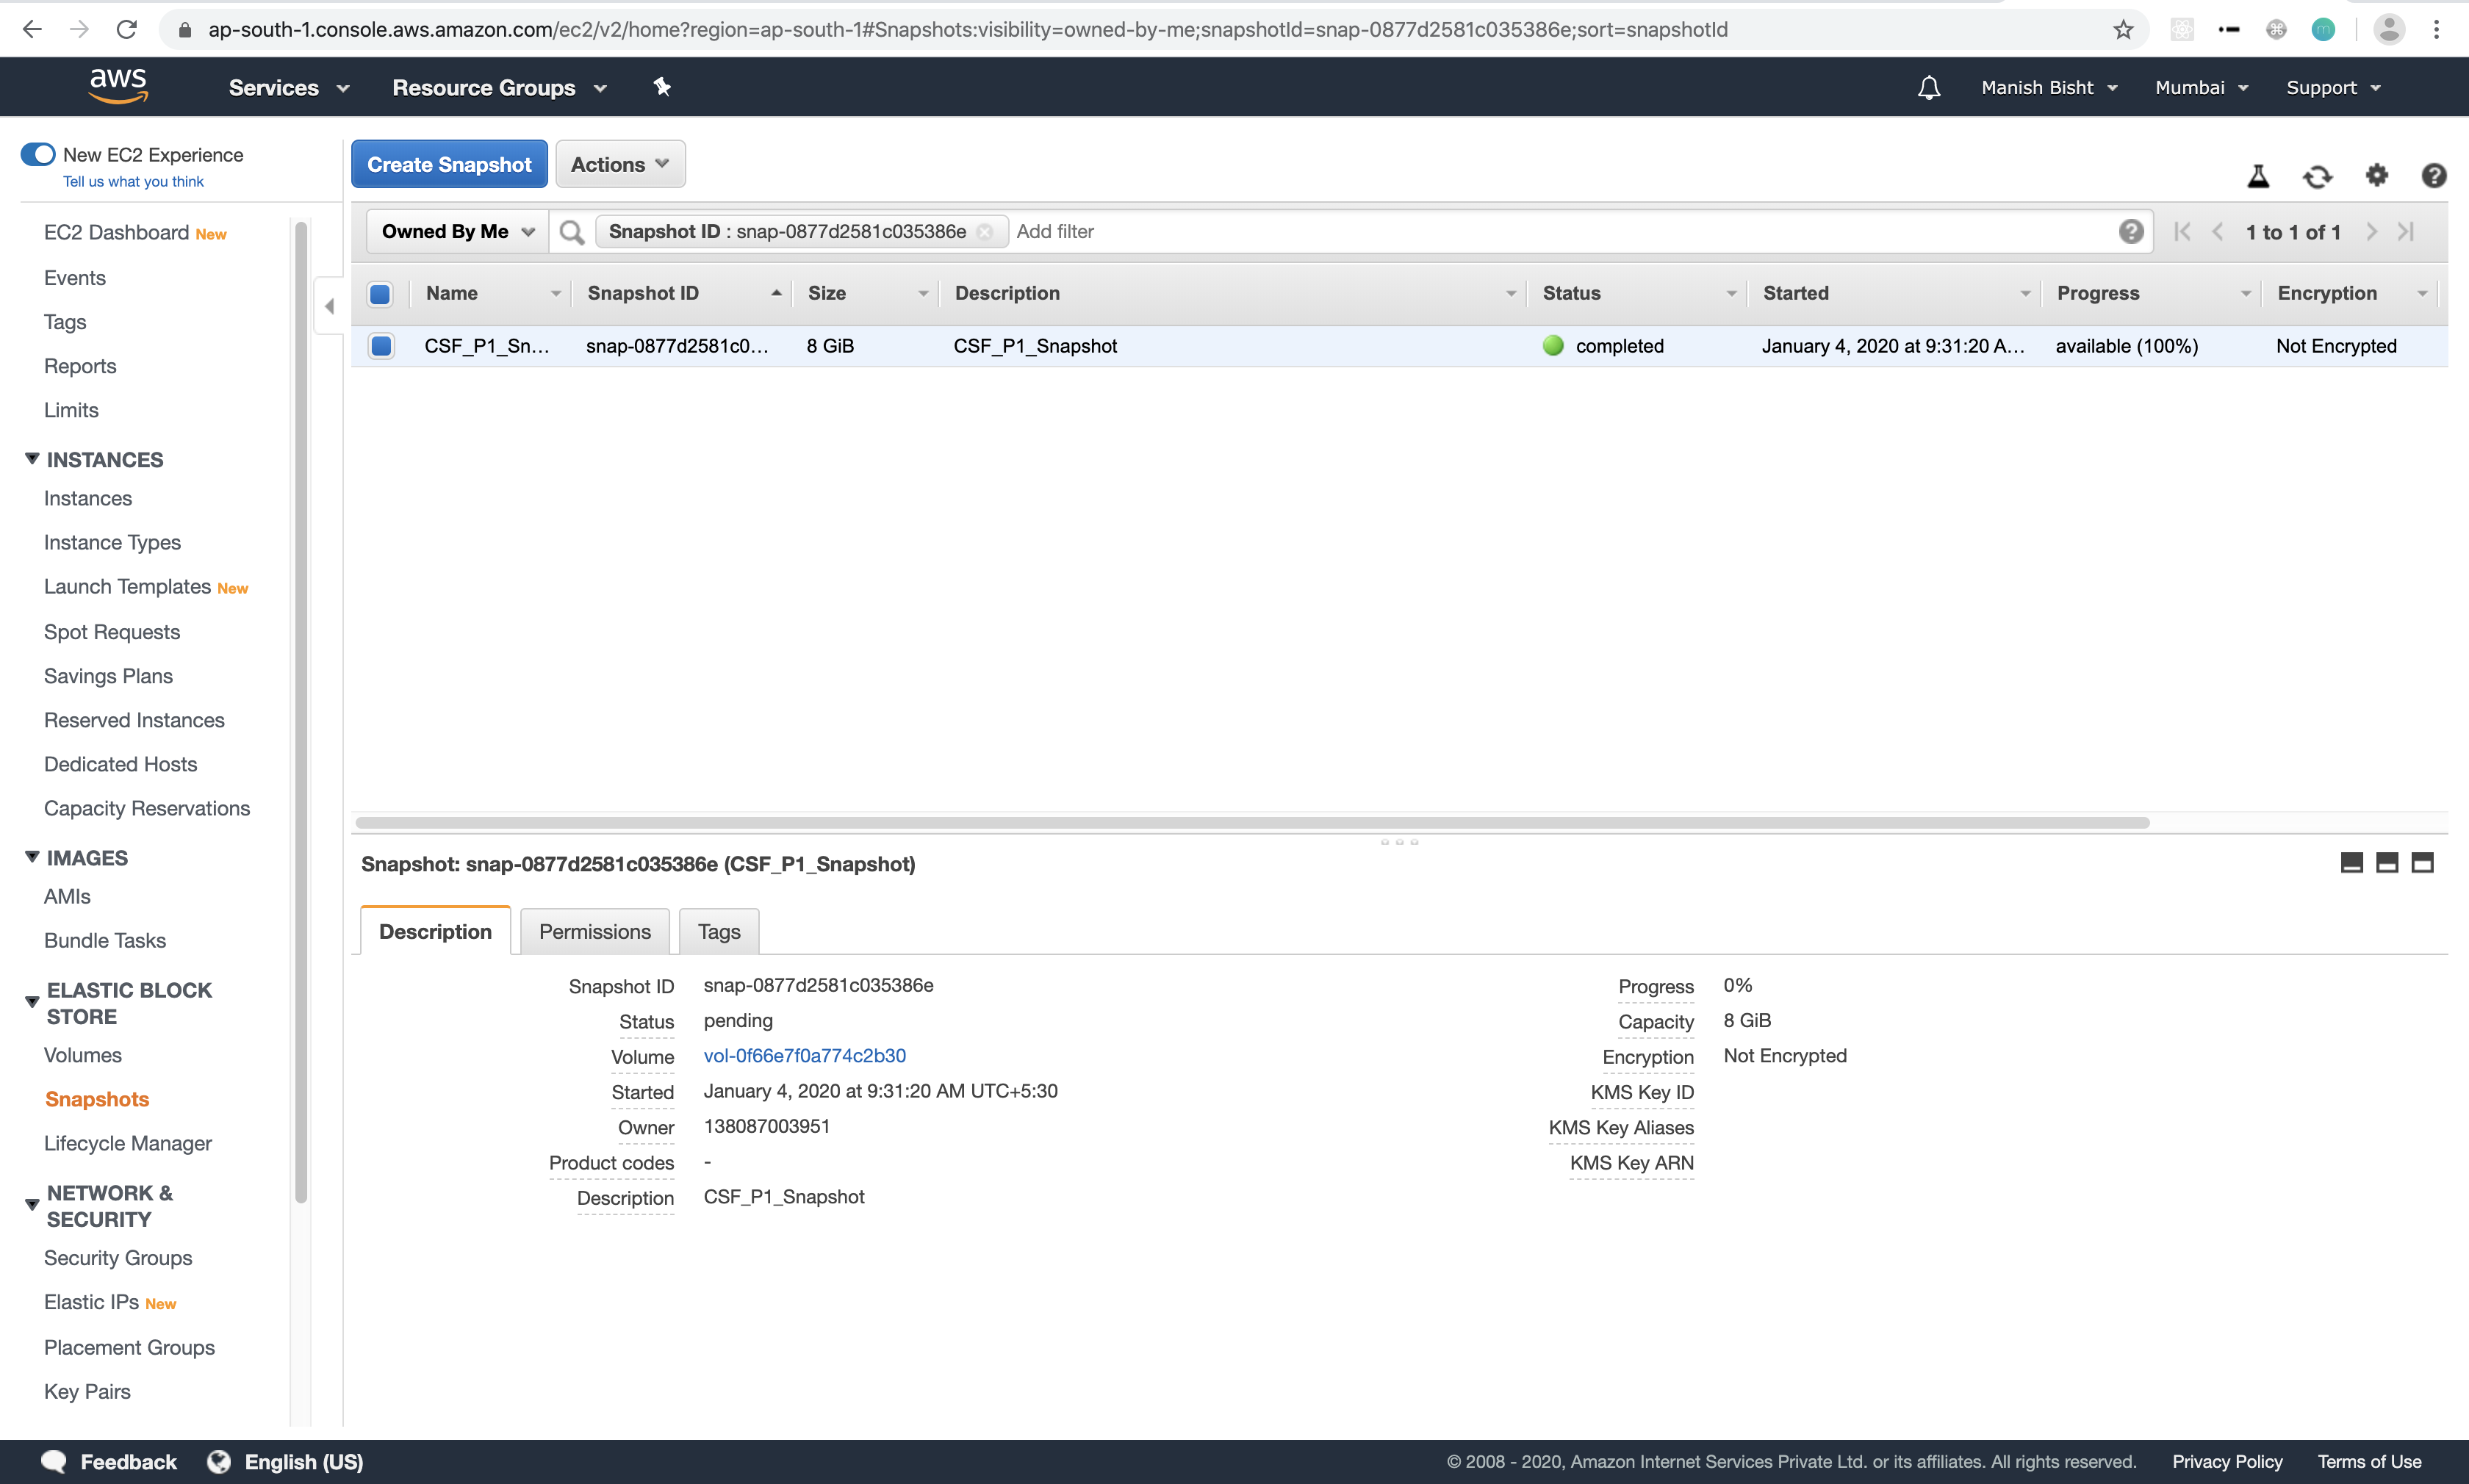 ap-south-1.console.aws.amazon.com/ec2/v2/home?region=ap-south-1#Snapshots:visibility=owned-by-me;snapshotId=snap-0877d2581c035386e;sort=snapshotId
m
aws Services Resource Groups Manish Bisht Mumbai Support
New EC2 Experience
Tell us what you think
EC2 Dashboard New
Events
Tags
Reports
Limits
INSTANCES
Instances
Instance Types
Launch Templates New
Spot Requests
Savings Plans
Reserved Instances
Dedicated Hosts
Capacity Reservations
IMAGES
AMIs
Bundle Tasks
ELASTIC BLOCK
STORE
Volumes
Snapshots
Lifecycle Manager
NETWORK &
SECURITY
Security Groups
Elastic IPs New
Placement Groups
Key Pairs
Create Snapshot Actions
Owned By Me Snapshot ID : snap-0877d2581c035386e Add filter 1 to 1 of 1
Name Snapshot ID Size Description Status Started Progress Encryption
CSF_P1_Sn... snap-0877d2581c0... 8 GiB CSF_P1_Snapshot completed January 4, 2020 at 9:31:20 A... available (100%) Not Encrypted
Snapshot: snap-0877d2581c035386e (CSF_P1_Snapshot)
Description Permissions Tags
Snapshot ID snap-0877d2581c035386e
Status pending
Volume vol-0f66e7f0a774c2b30
Started January 4, 2020 at 9:31:20 AM UTC+5:30
Owner 138087003951
Product codes -
Description CSF_P1_Snapshot
Progress 0%
Capacity 8 GiB
Encryption Not Encrypted
KMS Key ID
KMS Key Aliases
KMS Key ARN
Feedback English (US) © 2008 - 2020, Amazon Internet Services Private Ltd. or its affiliates. All rights reserved. Privacy Policy Terms of Use